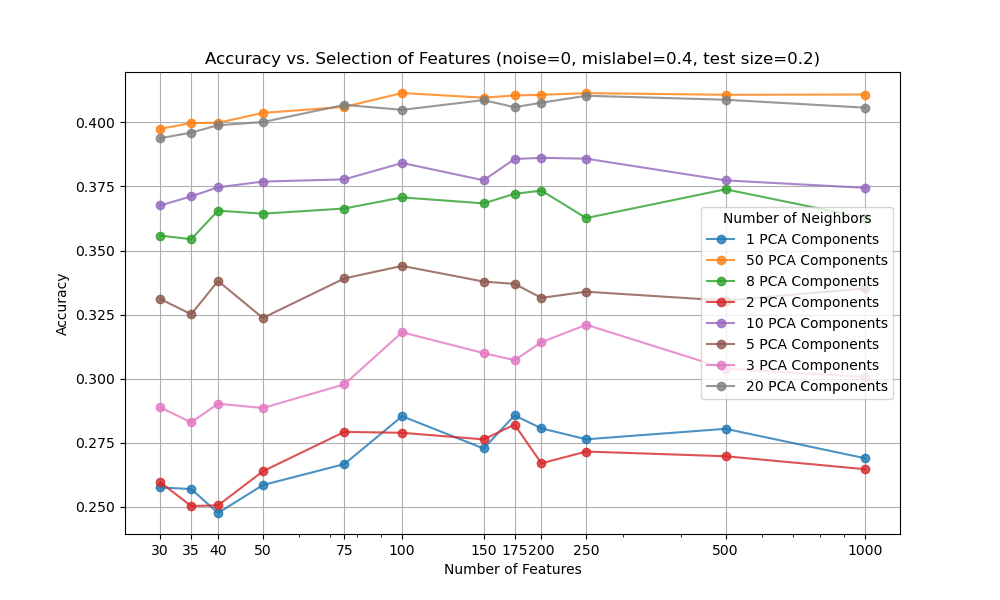 Accuracy vs. Selection of Features (noise=0, mislabel=0.4, test size=0.2)
0.400
0.375
0.350
0.325
0.300
0.275
0.250
Accuracy
Number of Neighbors
1 PCA Components
50 PCA Components
8 PCA Components
2 PCA Components
10 PCA Components
5 PCA Components
3 PCA Components
20 PCA Components
30 35 40 50 75 100 150 175 200 250 500 1000
Number of Features